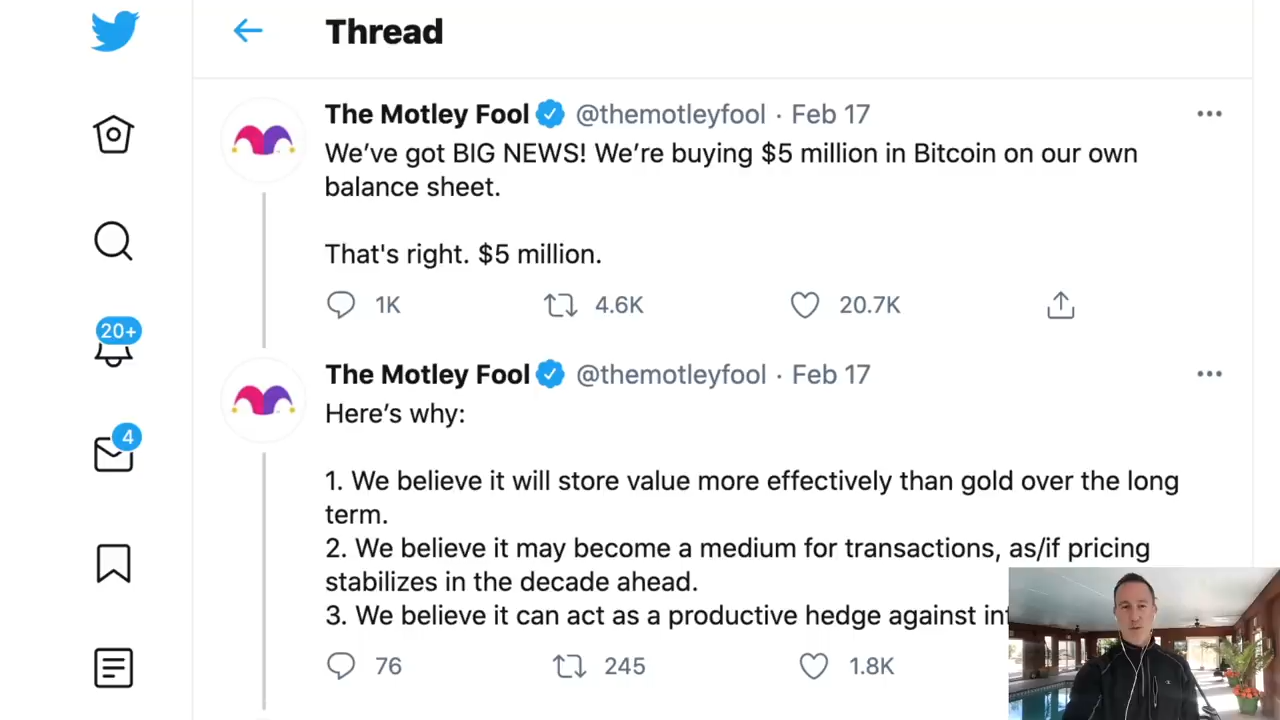 Thread
The Motley Fool @themotleyfool · Feb 17
We've got BIG NEWS! We're buying $5 million in Bitcoin on our own
balance sheet.
That's right. $5 million.
1K 4.6K 20.7K
20+
The Motley Fool @themotleyfool · Feb 17
Here's why:
4
1. We believe it will store value more effectively than gold over the long
term.
2. We believe it may become a medium for transactions, as/if pricing
stabilizes in the decade ahead.
3. We believe it can act as a productive hedge against
76 245 1.8K